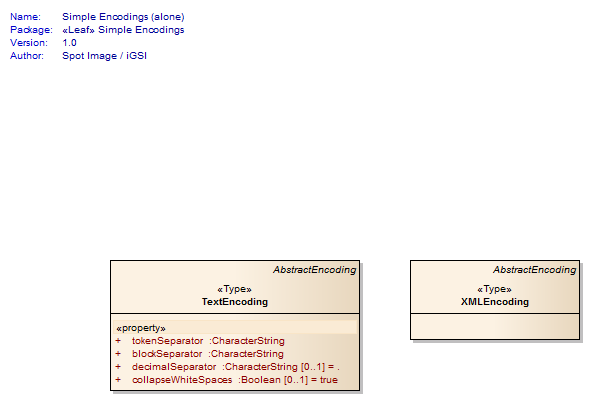 Name: Simple Encodings (alone)
Package: «Leaf» Simple Encodings
Version: 1.0
Author: Spot Image / iGSI
AbstractEncoding
«Type»
TextEncoding
«property»
+ tokenSeparator :CharacterString
+ blockSeparator :CharacterString
+ decimalSeparator :CharacterString [0..1] = .
+ collapseWhiteSpaces :Boolean [0..1] = true
AbstractEncoding
«Type»
XMLEncoding